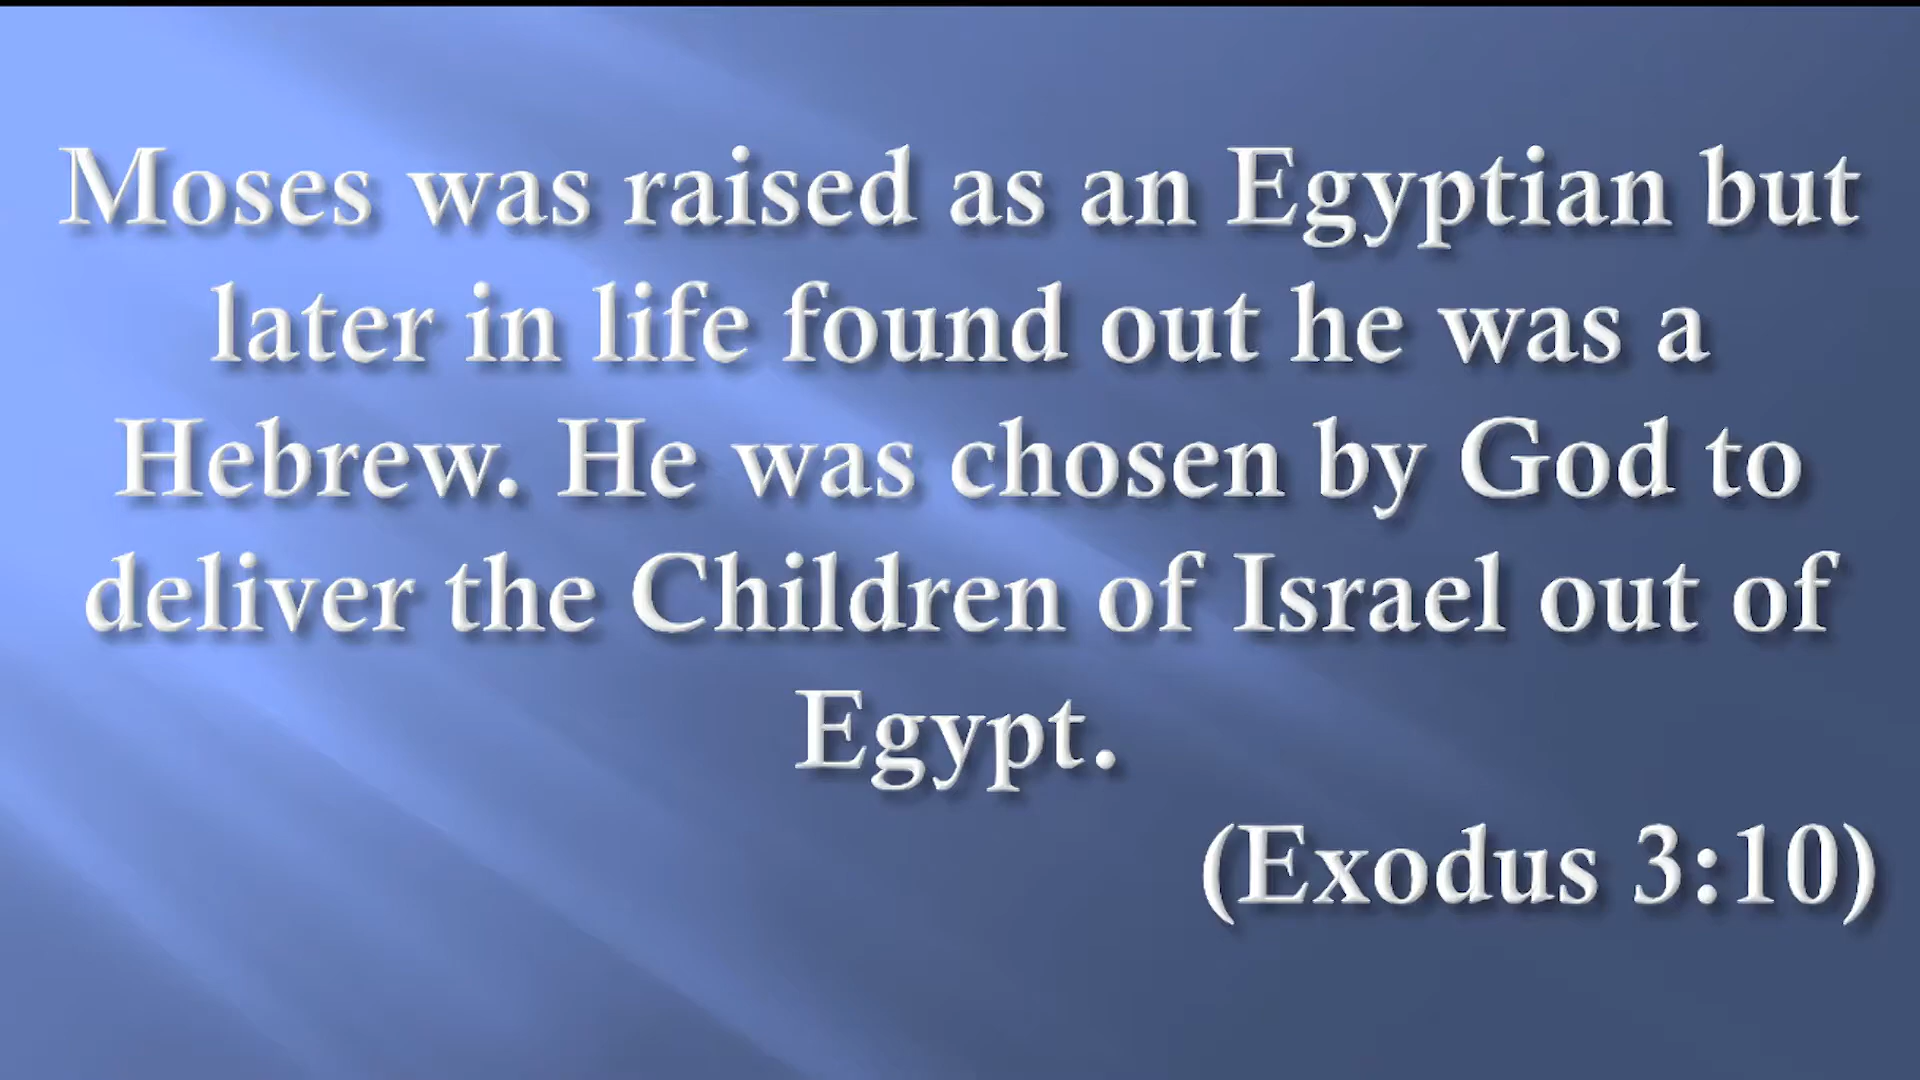 Moses was raised as an Egyptian but
later in life found out he was a
Hebrew. He was chosen by God to
deliver the Children of Israel out of
Egypt.
(Exodus 3:10)